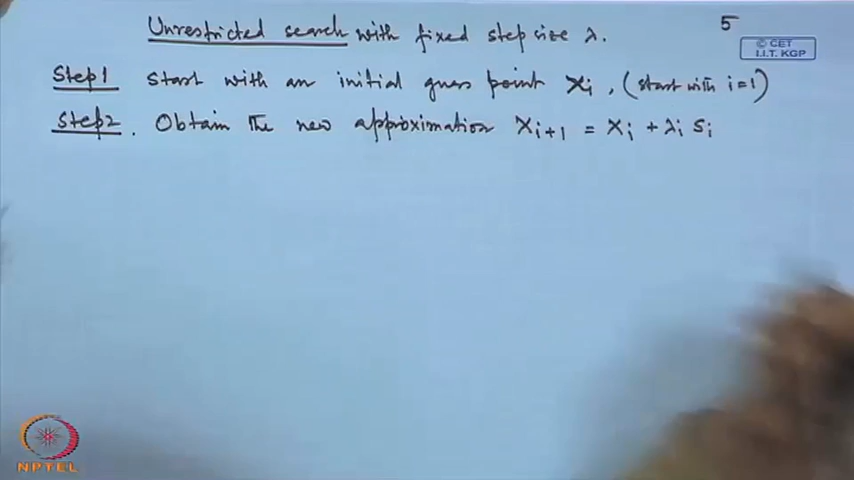 Unrestricted search with fixed step size λ.
5
© CET
I.I.T. KGP
Step1 Start with an initial guess point Xi, (start with i=1)
Step2. Obtain the new approximation Xi+1 = Xi + λi Si
NPTEL